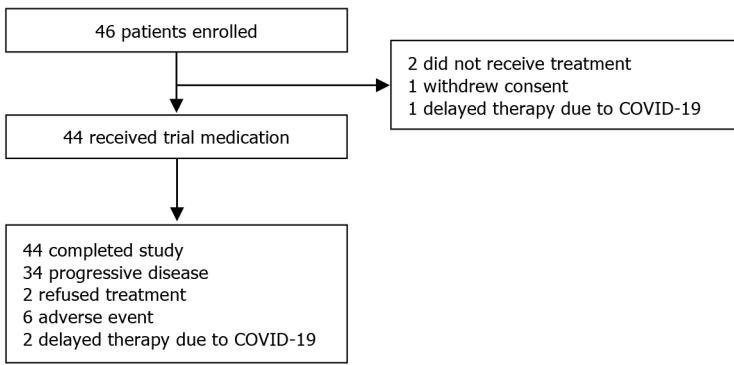 46 patients enrolled
2 did not receive treatment
1 withdrew consent
1 delayed therapy due to COVID-19
44 received trial medication
44 completed study
34 progressive disease
2 refused treatment
6 adverse event
2 delayed therapy due to COVID-19